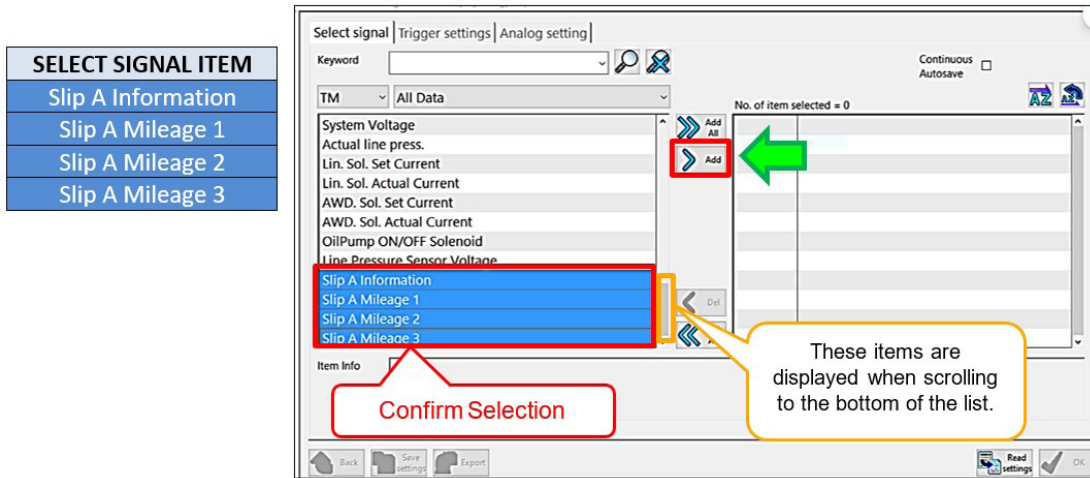 SELECT SIGNAL ITEM
Slip A Information
Slip A Mileage 1
Slip A Mileage 2
Slip A Mileage 3
Select signal Trigger settings Analog setting
Keyword
Continuous
Autosave
TM All Data
No. of item selected = 0
AZ
System Voltage
Actual line press.
Lin. Sol. Set Current
Lin. Sol. Actual Current
AWD. Sol. Set Current
AWD. Sol. Actual Current
OilPump ON/OFF Solenoid
Line Pressure Sensor Voltage
Slip A Information
Slip A Mileage 1
Slip A Mileage 2
Slip A Mileage 3
Add
All
Add
Del
Item Info
Confirm Selection
These items are
displayed when scrolling
to the bottom of the list.
Back
Save
settings
Export
Read
settings
OK